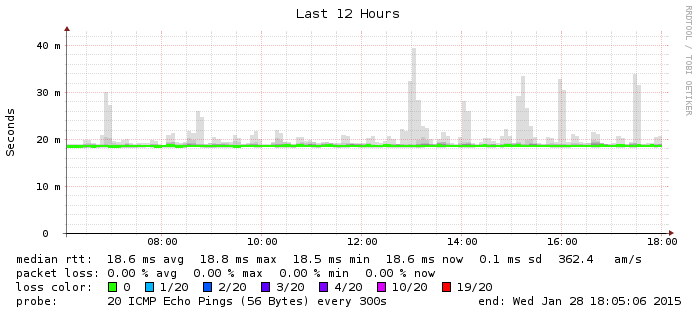 Last 12 Hours
RRDTOOL / TOBI OETIKER
Seconds
40 m
30 m
20 m
10 m
0
08:00 10:00 12:00 14:00 16:00 18:00
median rtt: 18.6 ms avg 18.8 ms max 18.5 ms min 18.6 ms now 0.1 ms sd 362.4 am/s
packet loss: 0.00 % avg 0.00 % max 0.00 % min 0.00 % now
loss color: 0 1/20 2/20 3/20 4/20 10/20 19/20
probe: 20 ICMP Echo Pings (56 Bytes) every 300s end: Wed Jan 28 18:05:06 2015